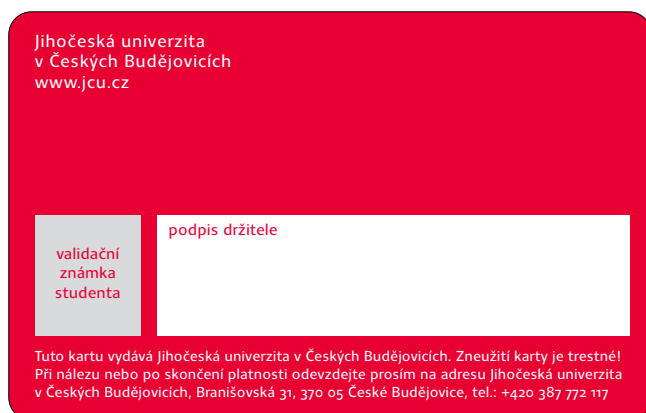 Jihočeská univerzita
v Českých Budějovicích
www.jcu.cz
podpis držitele
validační
známka
studenta
Tuto kartu vydává Jihočeská univerzita v Českých Budějovicích. Zneužití karty je trestné!
Při nálezu nebo po skončení platnosti odevzdejte prosím na adresu Jihočeská univerzita
v Českých Budějovicích, Branišovská 31, 370 05 České Budějovice, tel.: +420 387 772 117